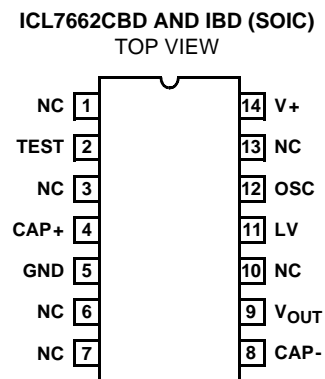 ICL7662CBD AND IBD (SOIC)
TOP VIEW
NC 1 14 V+
TEST 2 13 NC
NC 3 12 OSC
CAP+ 4 11 LV
GND 5 10 NC
NC 6 9 VOUT
NC 7 8 CAP-